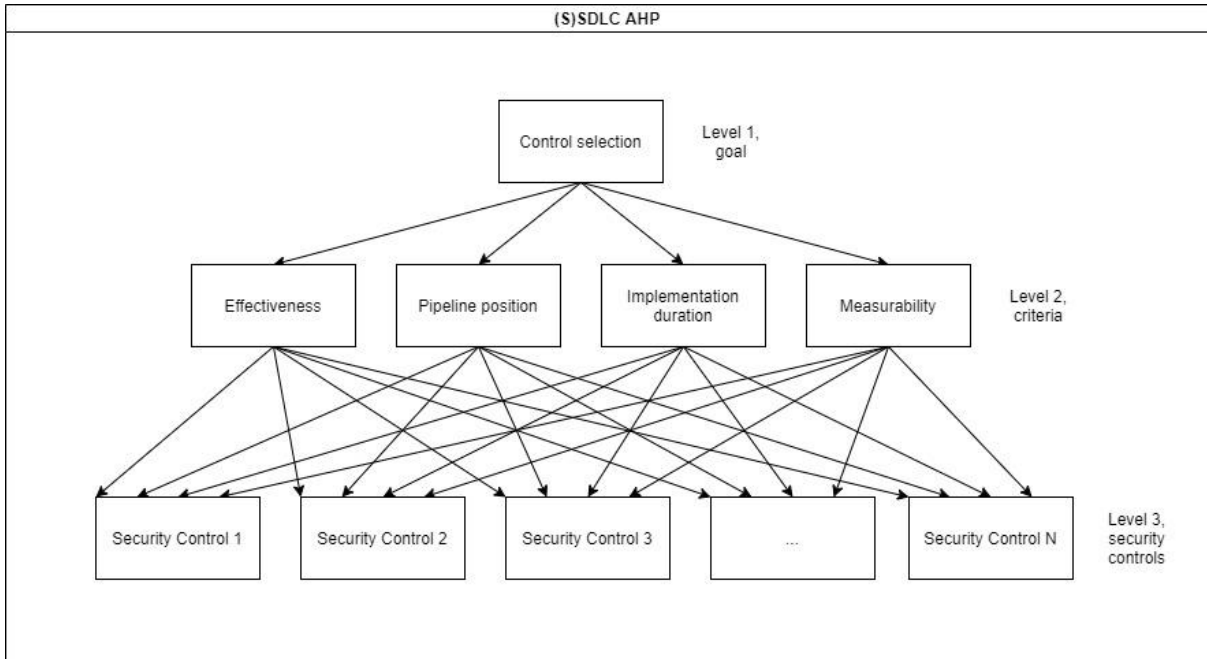 (S)SDLC AHP
Control selection
Level 1,
goal
Effectiveness
Pipeline position
Implementation
duration
Measurability
Level 2,
criteria
Security Control 1
Security Control 2
Security Control 3
...
Security Control N
Level 3,
security
controls